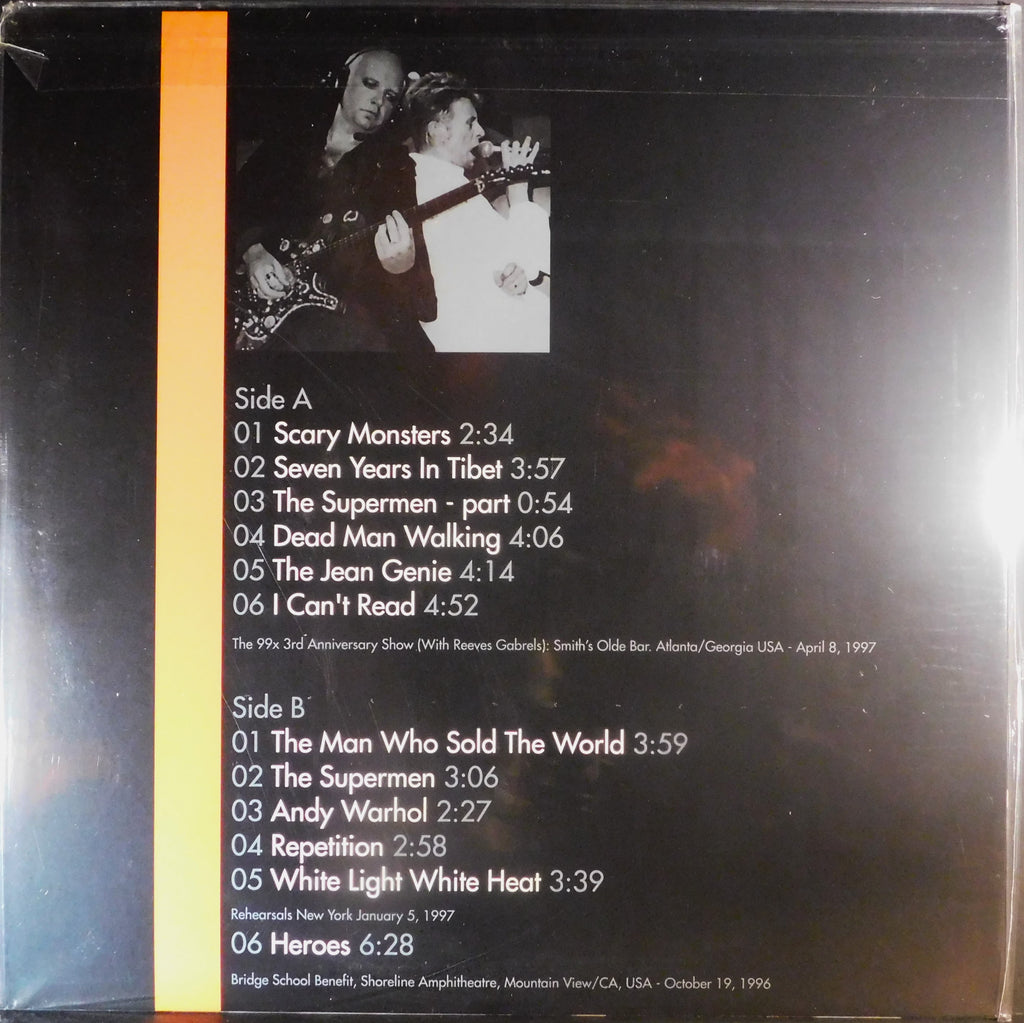 Side A
01 Scary Monsters 2:34
02 Seven Years In Tibet 3:57
03 The Supermen - part 0:54
04 Dead Man Walking 4:06
05 The Jean Genie 4:14
06 I Can't Read 4:52
The 99x 3rd Anniversary Show (With Reeves Gabrels): Smith's Olde Bar. Atlanta/Georgia USA - April 8, 1997
Side B
01 The Man Who Sold The World 3:59
02 The Supermen 3:06
03 Andy Warhol 2:27
04 Repetition 2:58
05 White Light White Heat 3:39
Rehearsals New York January 5, 1997
06 Heroes 6:28
Bridge School Benefit, Shoreline Amphitheatre, Mountain View/CA, USA - October 19, 1996